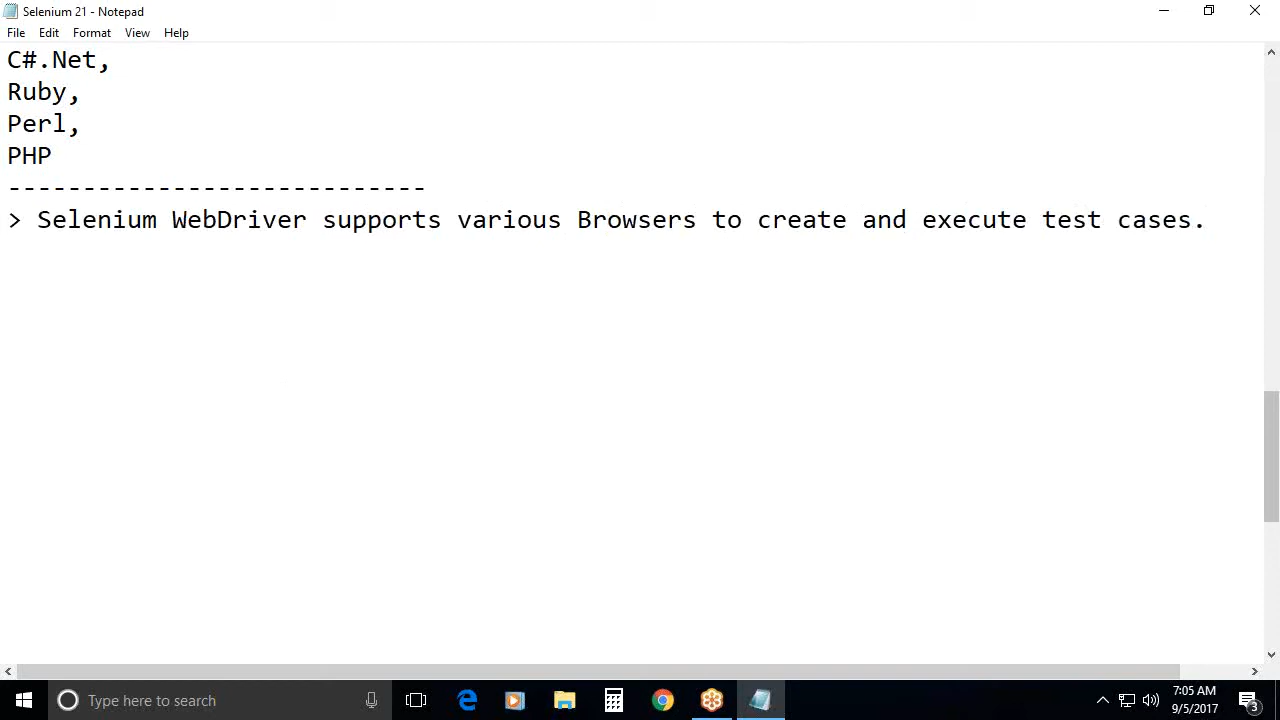 Selenium 21 - Notepad
File Edit Format View Help
C#.Net,
Ruby,
Perl,
PHP
----------------------------
> Selenium WebDriver supports various Browsers to create and execute test cases.
Type here to search
7:05 AM
9/5/2017
3